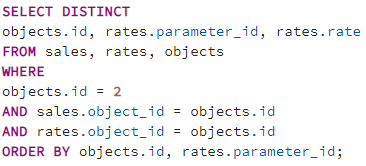 SELECT DISTINCT
objects.id, rates.parameter_id, rates.rate
FROM sales, rates, objects
WHERE
objects.id = 2
AND sales.object_id = objects.id
AND rates.object_id = objects.id
ORDER BY objects.id, rates.parameter_id;